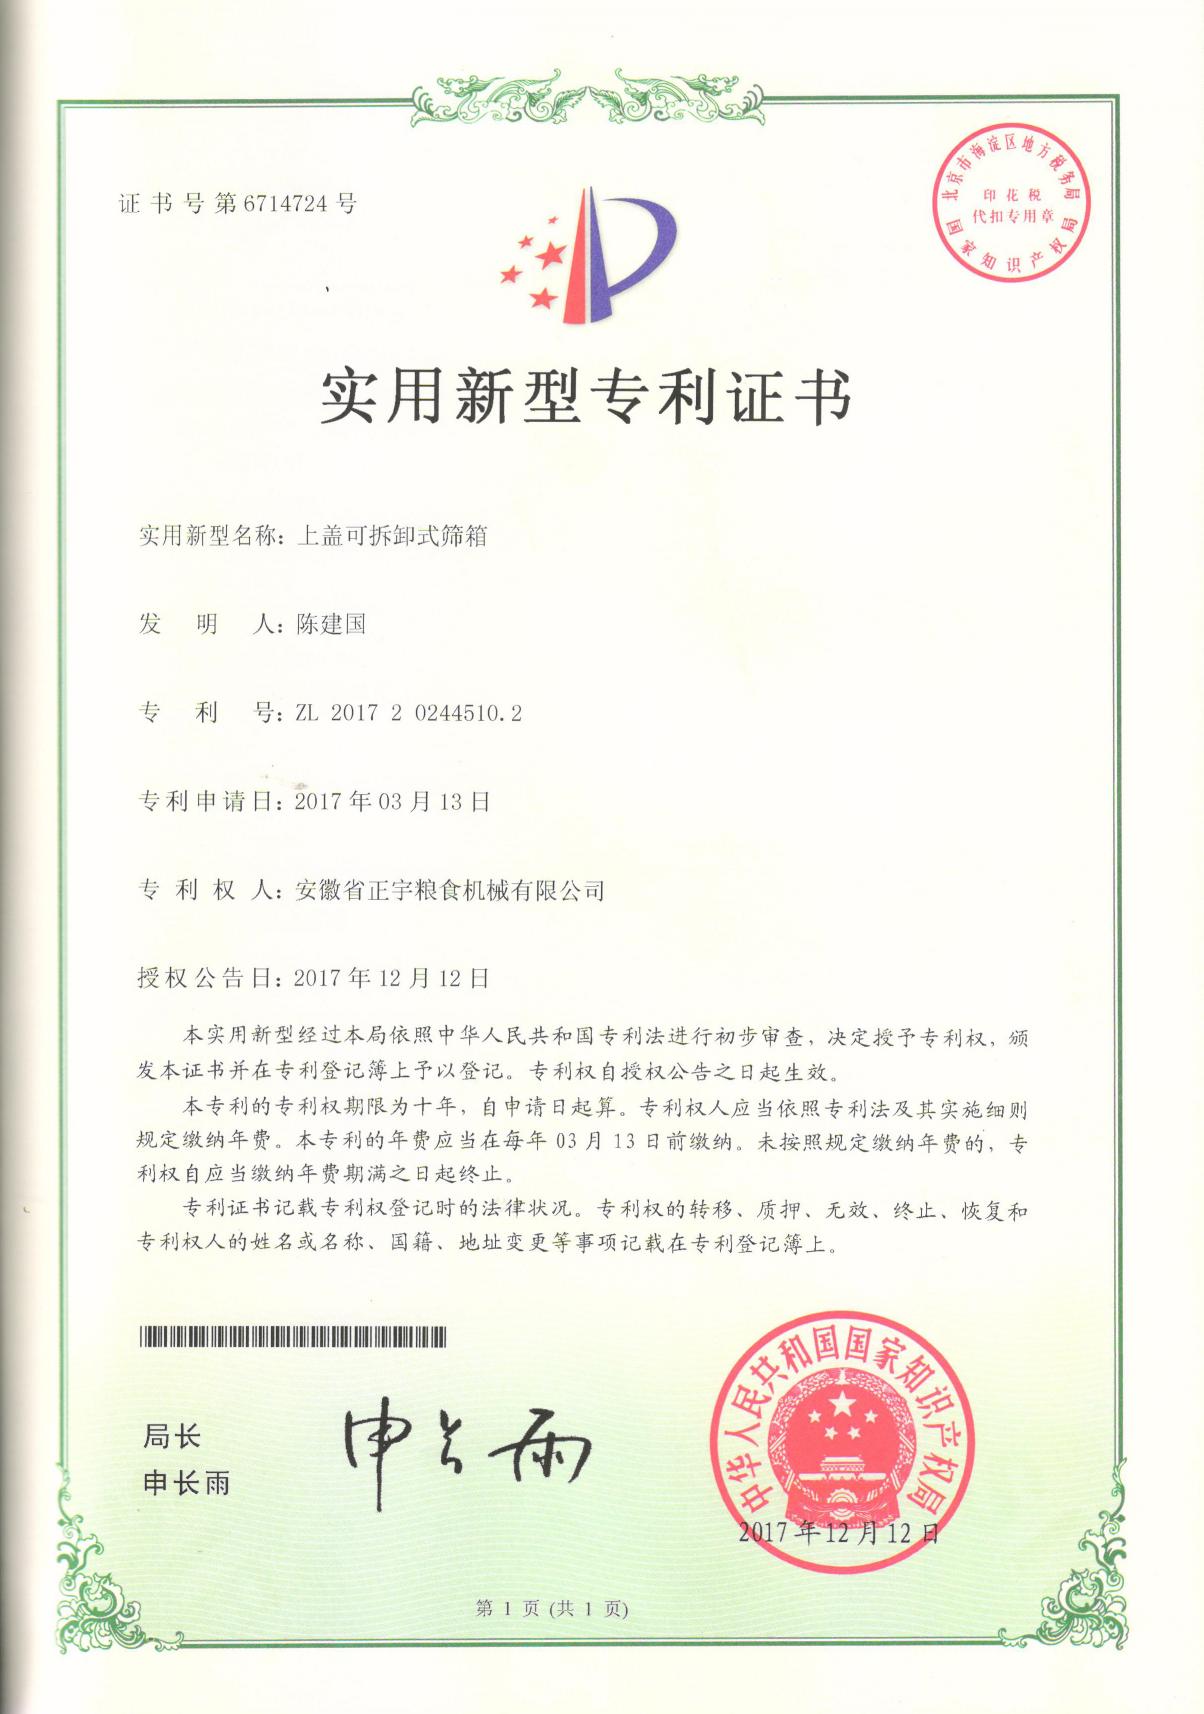 证书号第6714724号
北京市海淀区地方税务局
印花税
代扣专用章
国家知识产权局
实用新型专利证书
实用新型名称：上盖可拆卸式筛箱
发明人：陈建国
专利号：ZL 2017 2 0244510.2
专利申请日：2017年03月13日
专利权人：安徽省正宇粮食机械有限公司
授权公告日：2017年12月12日
本实用新型经过本局依照中华人民共和国专利法进行初步审查，决定授予专利权，颁
发本证书并在专利登记簿上予以登记。专利权自授权公告之日起生效。
本专利的专利权期限为十年，自申请日起算。专利权人应当依照专利法及其实施细则
规定缴纳年费。本专利的年费应当在每年03月13日前缴纳。未按照规定缴纳年费的，专
利权自应当缴纳年费期满之日起终止。
专利证书记载专利权登记时的法律状况。专利权的转移、质押、无效、终止、恢复和
专利权人的姓名或名称、国籍、地址变更等事项记载在专利登记簿上。
局长
申长雨
申长雨
中华人民共和国国家知识产权局
2017年12月12日
第 1 页 (共 1 页)